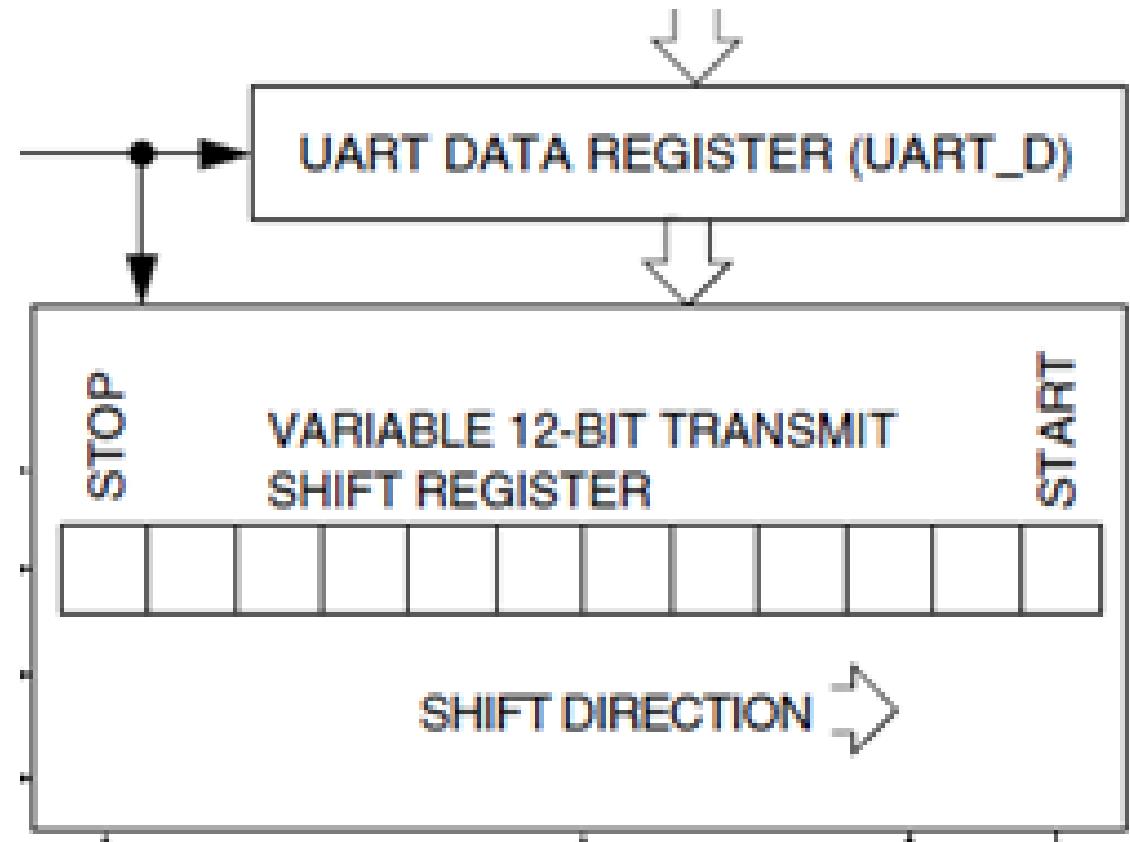 UART DATA REGISTER (UART_D)
STOP
VARIABLE 12-BIT TRANSMIT
SHIFT REGISTER
START
SHIFT DIRECTION